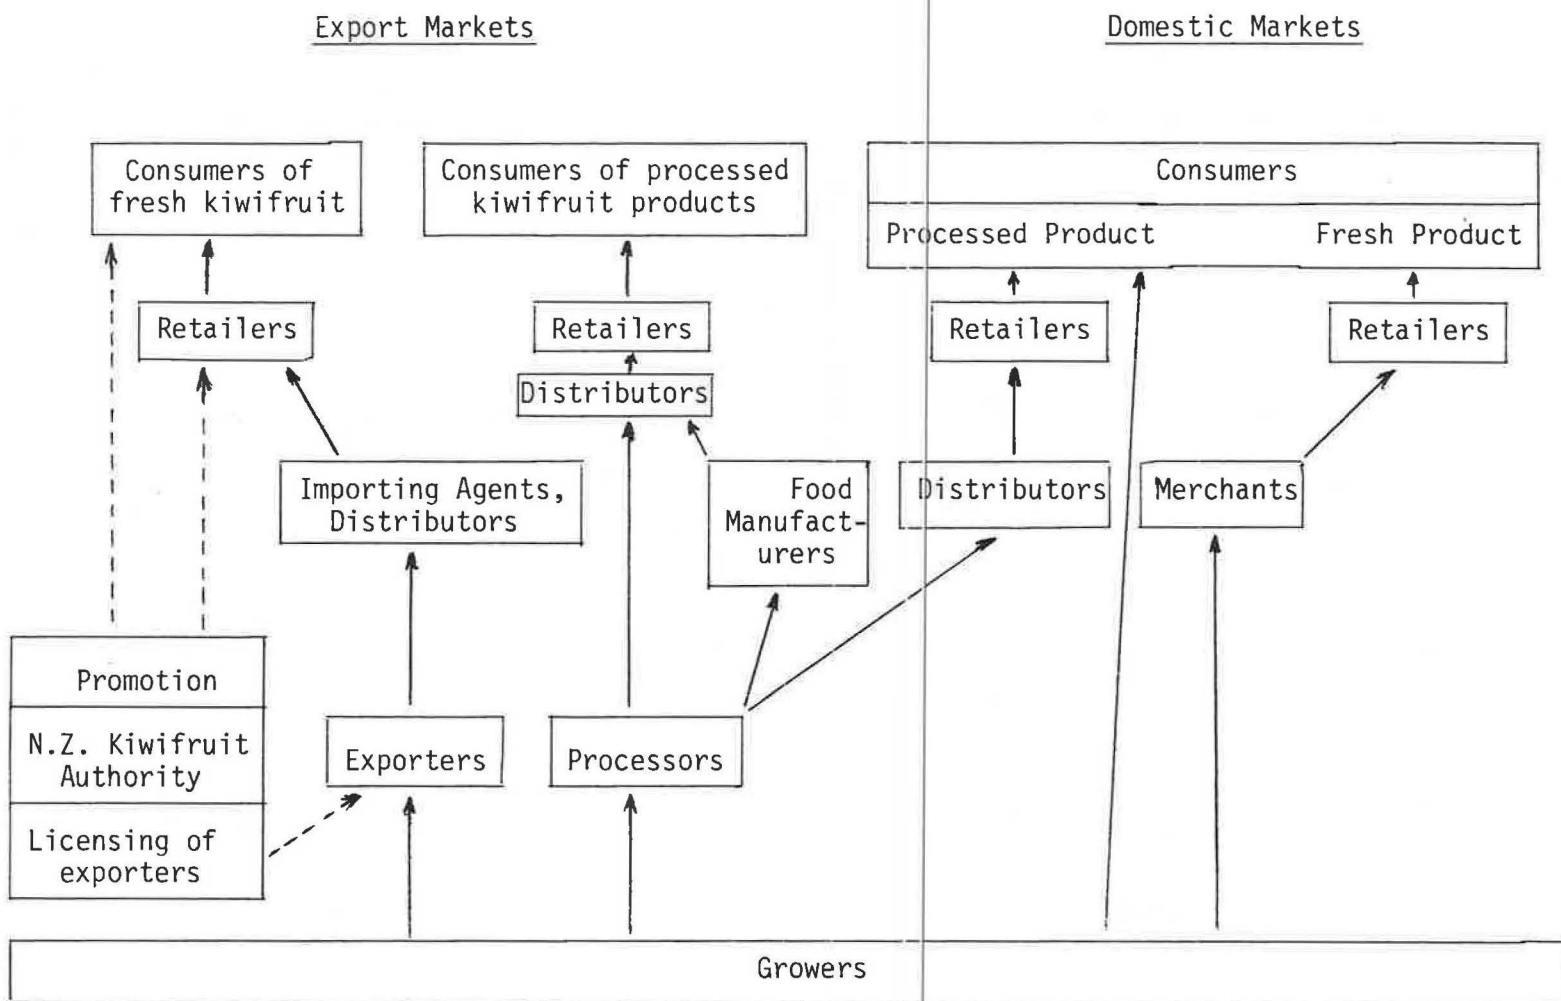 Export Markets
Domestic Markets
Consumers of
fresh kiwifruit
Consumers of processed
kiwifruit products
Consumers
Processed Product
Fresh Product
Retailers
Retailers
Retailers
Retailers
Distributors
Importing Agents,
Distributors
Food
Manufact-
urers
Distributors
Merchants
Promotion
N.Z. Kiwifruit
Authority
Licensing of
exporters
Exporters
Processors
Growers